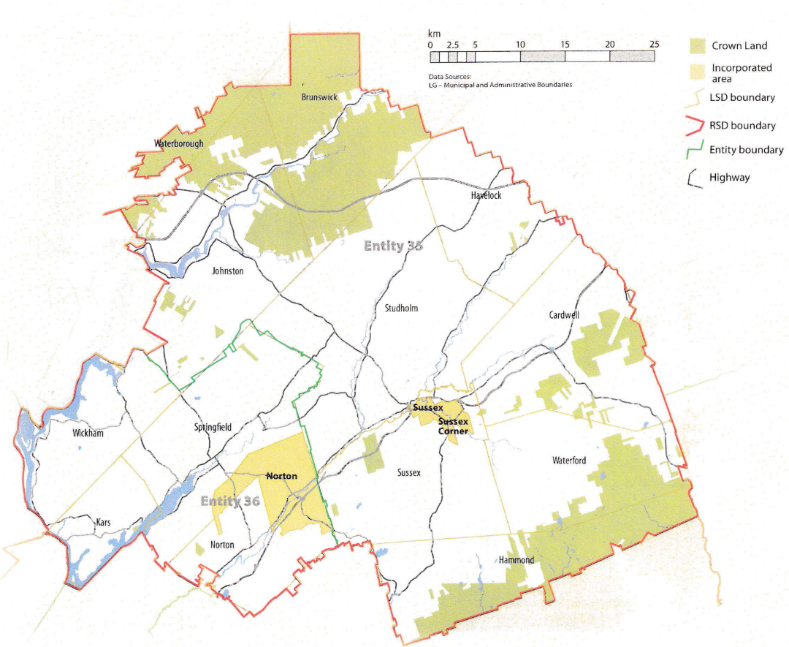 km
0 2.5 5 10 15 20 25
Data Sources:
LG – Municipal and Administrative Boundaries
Crown Land
Incorporated
area
LSD boundary
RSD boundary
Entity boundary
Highway
Brunswick
Waterborough
Havelock
Entity 35
Johnston
Studholm
Cardwell
Sussex
Sussex
Corner
Springfield
Wickham
Waterford
Sussex
Norton
Entity 36
Kars
Norton
Hammond